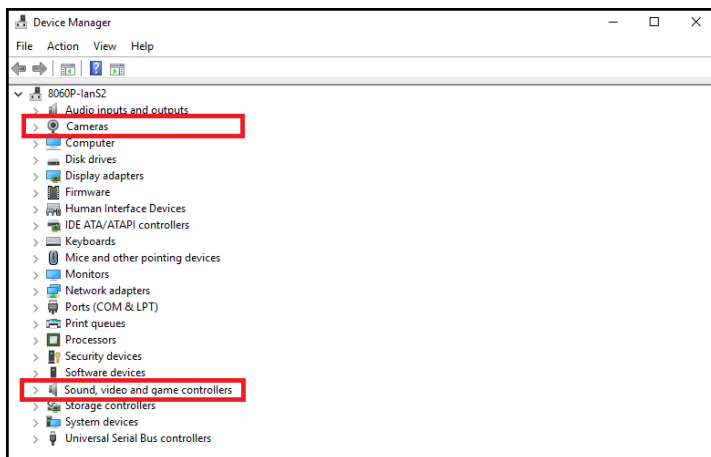 Device Manager
File Action View Help
8060P-IanS2
Audio inputs and outputs
Cameras
Computer
Disk drives
Display adapters
Firmware
Human Interface Devices
IDE ATA/ATAPI controllers
Keyboards
Mice and other pointing devices
Monitors
Network adapters
Ports (COM & LPT)
Print queues
Processors
Security devices
Software devices
Sound, video and game controllers
Storage controllers
System devices
Universal Serial Bus controllers